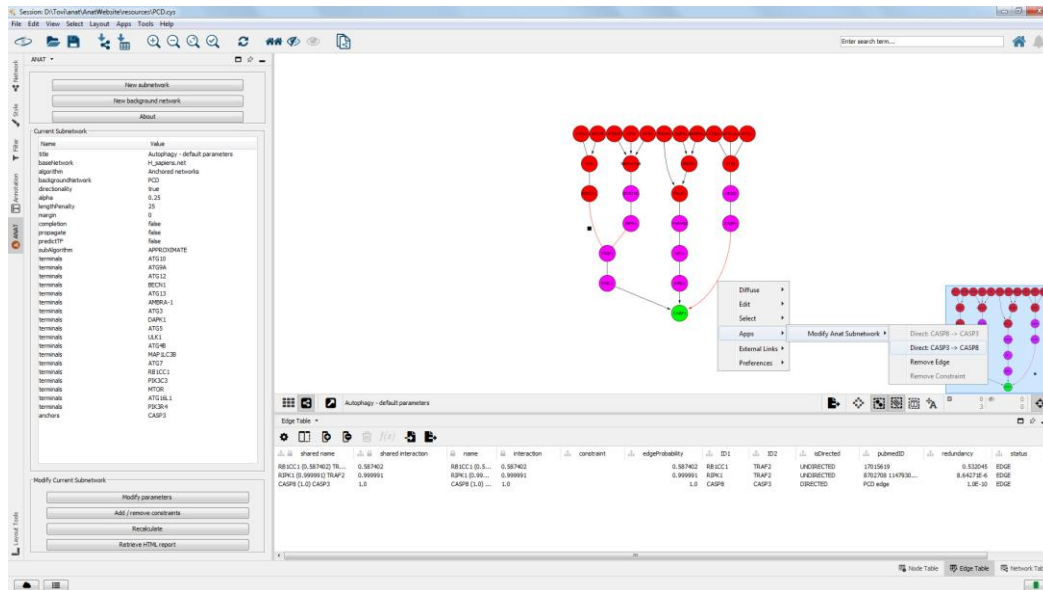 Session: D:\Tovi\anat\AnatWebsite\resources\PCD.cys
File Edit View Select Layout Apps Tools Help
Enter search term...
Network
Style
Filter
Annotation
ANAT
Layout Tools
ANAT
New subnetwork
New background network
About
Current Subnetwork
Name Value
title Autophagy - default parameters
baseNetwork H_sapiens.net
algorithm Anchored networks
backgroundNetwork PCD
directionality true
alpha 0.25
lengthPenalty 25
margin 0
completion false
propagate false
predictTF false
subAlgorithm APPROXIMATE
terminals ATG10
terminals ATG9A
terminals ATG12
terminals BECN1
terminals ATG13
terminals AMBRA-1
terminals ATG3
terminals DAPK1
terminals ATG5
terminals ULK1
terminals ATG4B
terminals MAP1LC3B
terminals ATG7
terminals RB1CC1
terminals PIK3C3
terminals MTOR
terminals ATG16L1
terminals PIK3R4
anchors CASP3
Modify Current Subnetwork
Modify parameters
Add / remove constraints
Recalculate
Retrieve HTML report
Diffuse
Edit
Select
Apps
External Links
Preferences
Modify Anat Subnetwork
Direct: CASP8 -> CASP3
Direct: CASP3 -> CASP8
Remove Edge
Remove Constraint
Autophagy - default parameters
Edge Table
f(x)
shared name shared interaction name interaction constraint edgeProbability ID1 ID2 isDirected pubmedID redundancy status
RB1CC1 (0.587402) TR... 0.587402 RB1CC1 (0.5... 0.587402 0.587402 RB1CC1 TRAF2 UNDIRECTED 17015619 0.532045 EDGE
RIPK1 (0.999991) TRAF2 0.999991 RIPK1 (0.99... 0.999991 0.999991 RIPK1 TRAF2 UNDIRECTED 8702708 1147930... 8.64271E-6 EDGE
CASP8 (1.0) CASP3 1.0 CASP8 (1.0) ... 1.0 1.0 CASP8 CASP3 DIRECTED PCD edge 1.0E-10 EDGE
Node Table Edge Table Network Tab